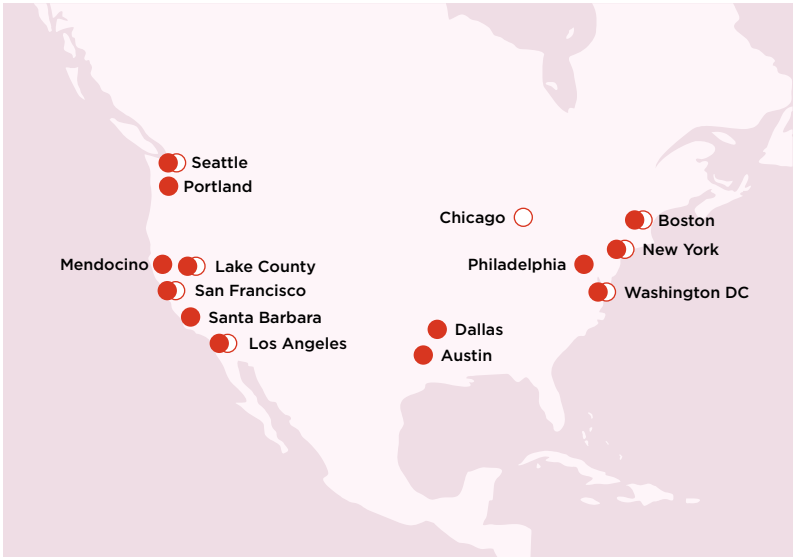 Seattle
Portland
Chicago
Boston
New York
Mendocino
Lake County
Philadelphia
San Francisco
Washington DC
Santa Barbara
Dallas
Los Angeles
Austin